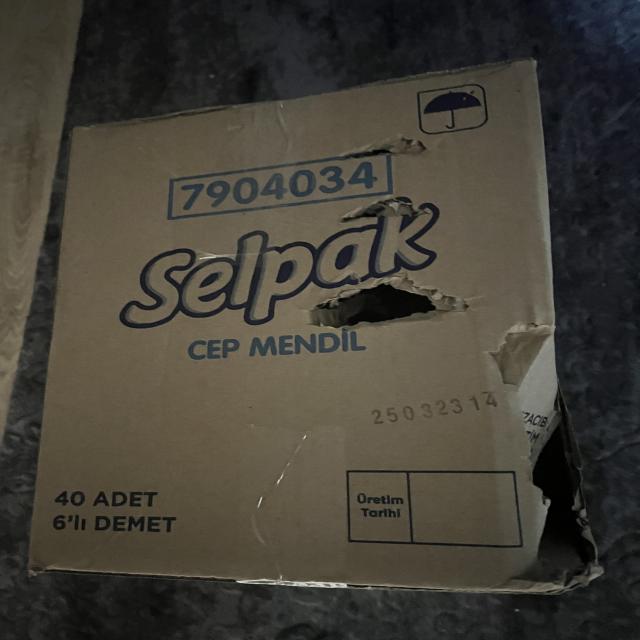 7904034
Selpak
CEP MENDİL
25032314
40 ADET
6'lı DEMET
Üretim
Tarihi